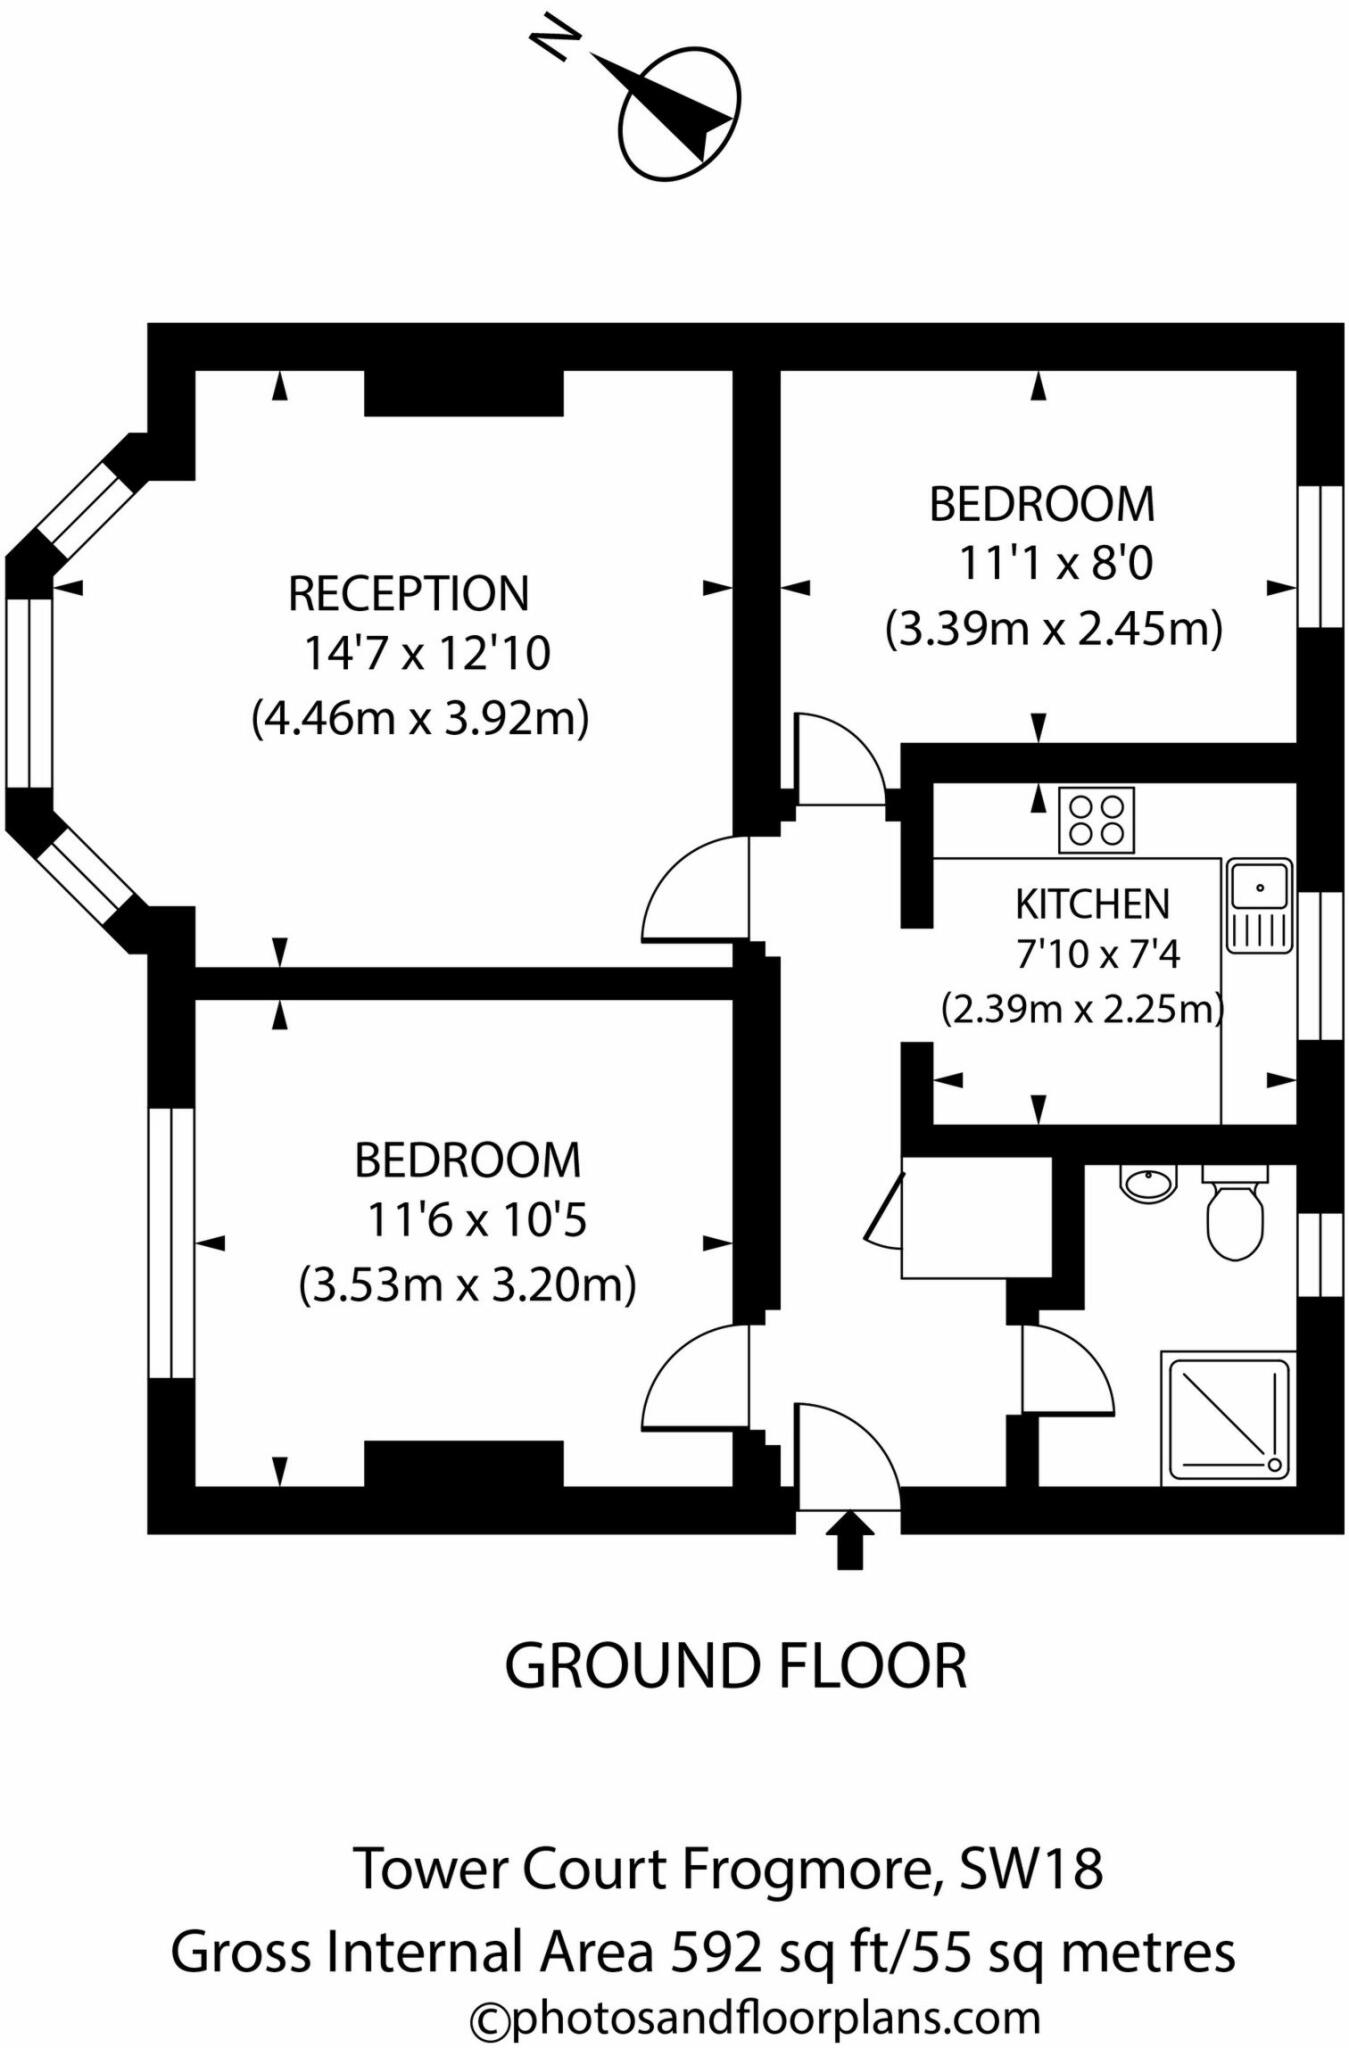 N
BEDROOM
11'1 x 8'0
(3.39m x 2.45m)
RECEPTION
14'7 x 12'10
(4.46m x 3.92m)
KITCHEN
7'10 x 7'4
(2.39m x 2.25m)
BEDROOM
11'6 x 10'5
(3.53m x 3.20m)
GROUND FLOOR
Tower Court Frogmore, SW18
Gross Internal Area 592 sq ft/55 sq metres
©photosandfloorplans.com